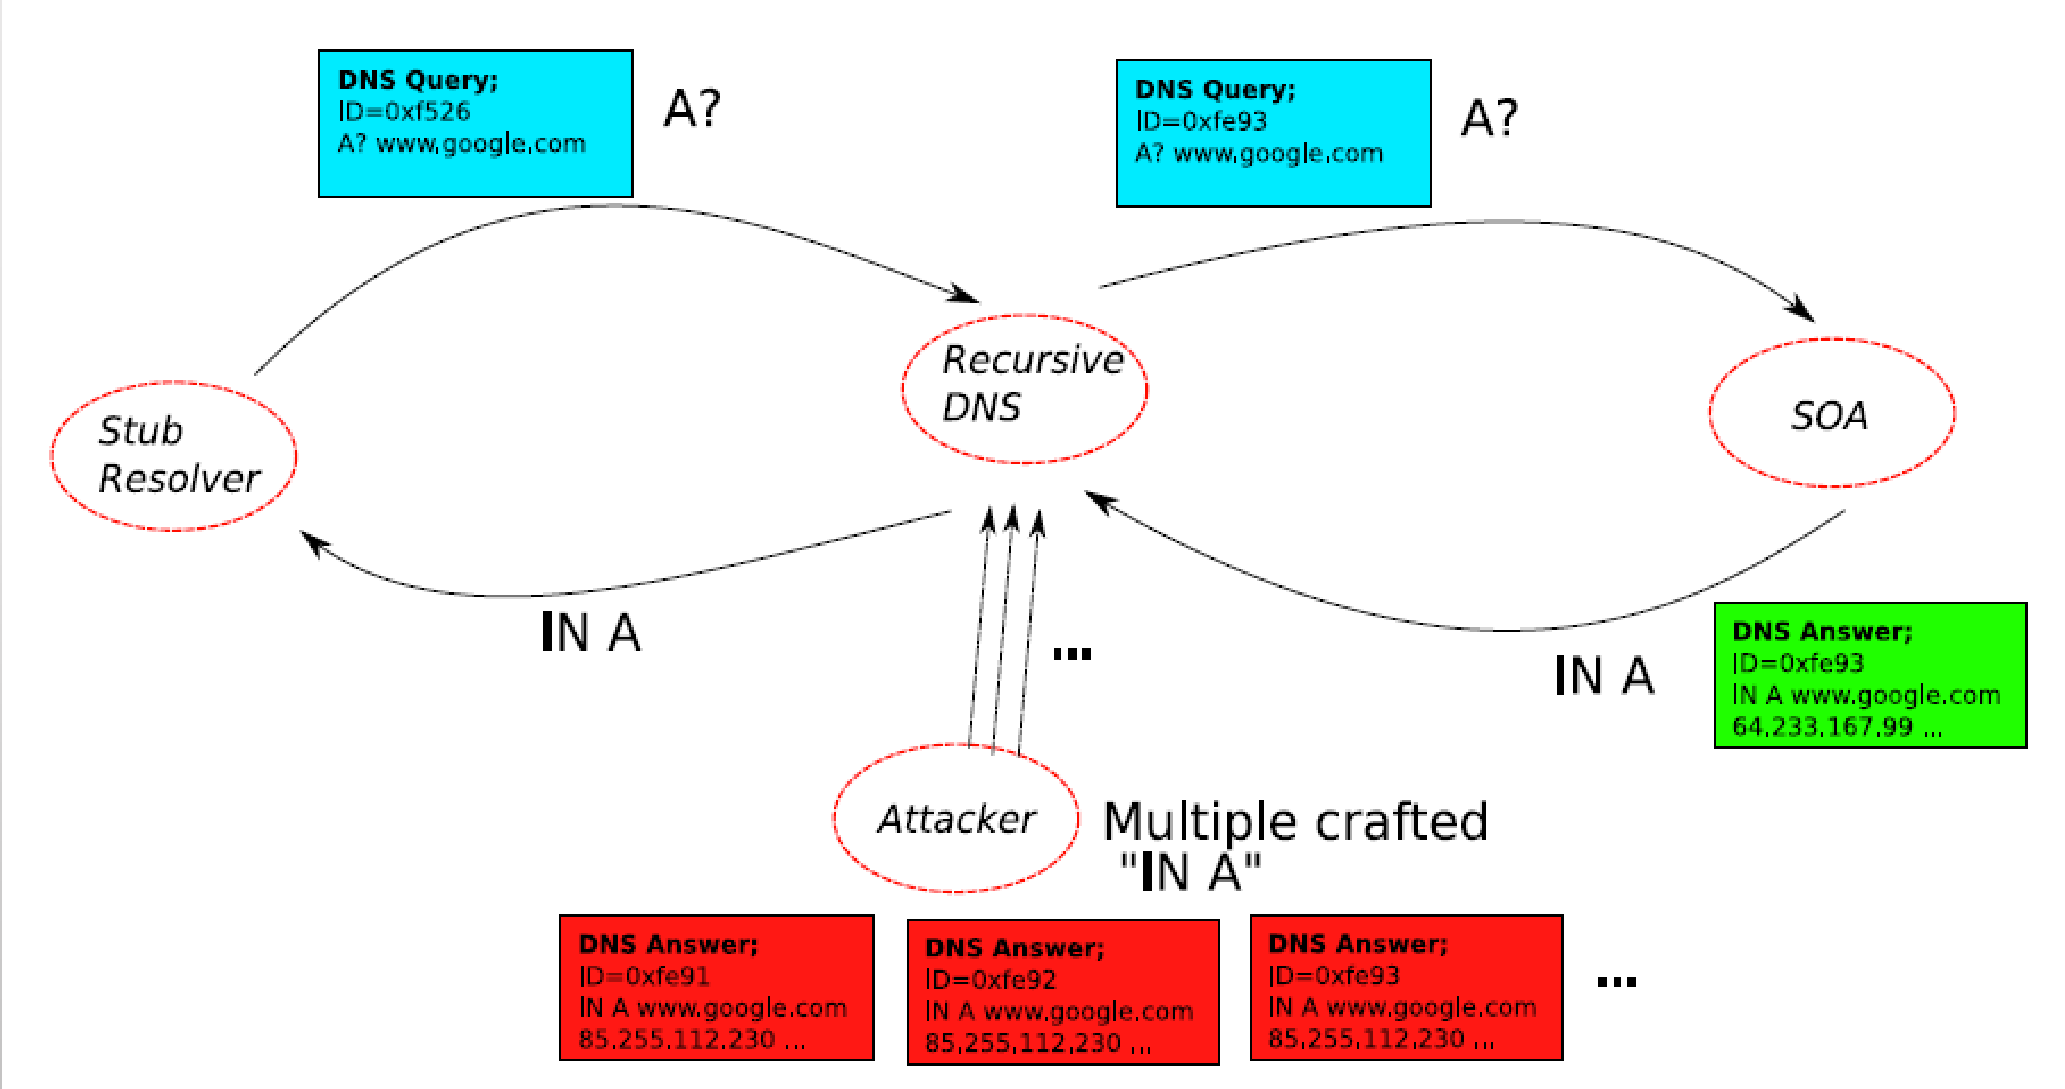 DNS Query;
ID=0xf526
A? www.google.com
A?
DNS Query;
ID=0xfe93
A? www.google.com
A?
Recursive
DNS
SOA
Stub
Resolver
IN A
...
IN A
DNS Answer;
ID=0xfe93
IN A www.google.com
64.233.167.99 ...
Attacker
Multiple crafted
"IN A"
DNS Answer;
ID=0xfe91
IN A www.google.com
85.255.112.230 ...
DNS Answer;
ID=0xfe92
IN A www.google.com
85.255.112.230 ...
DNS Answer;
ID=0xfe93
IN A www.google.com
85.255.112.230 ...
...